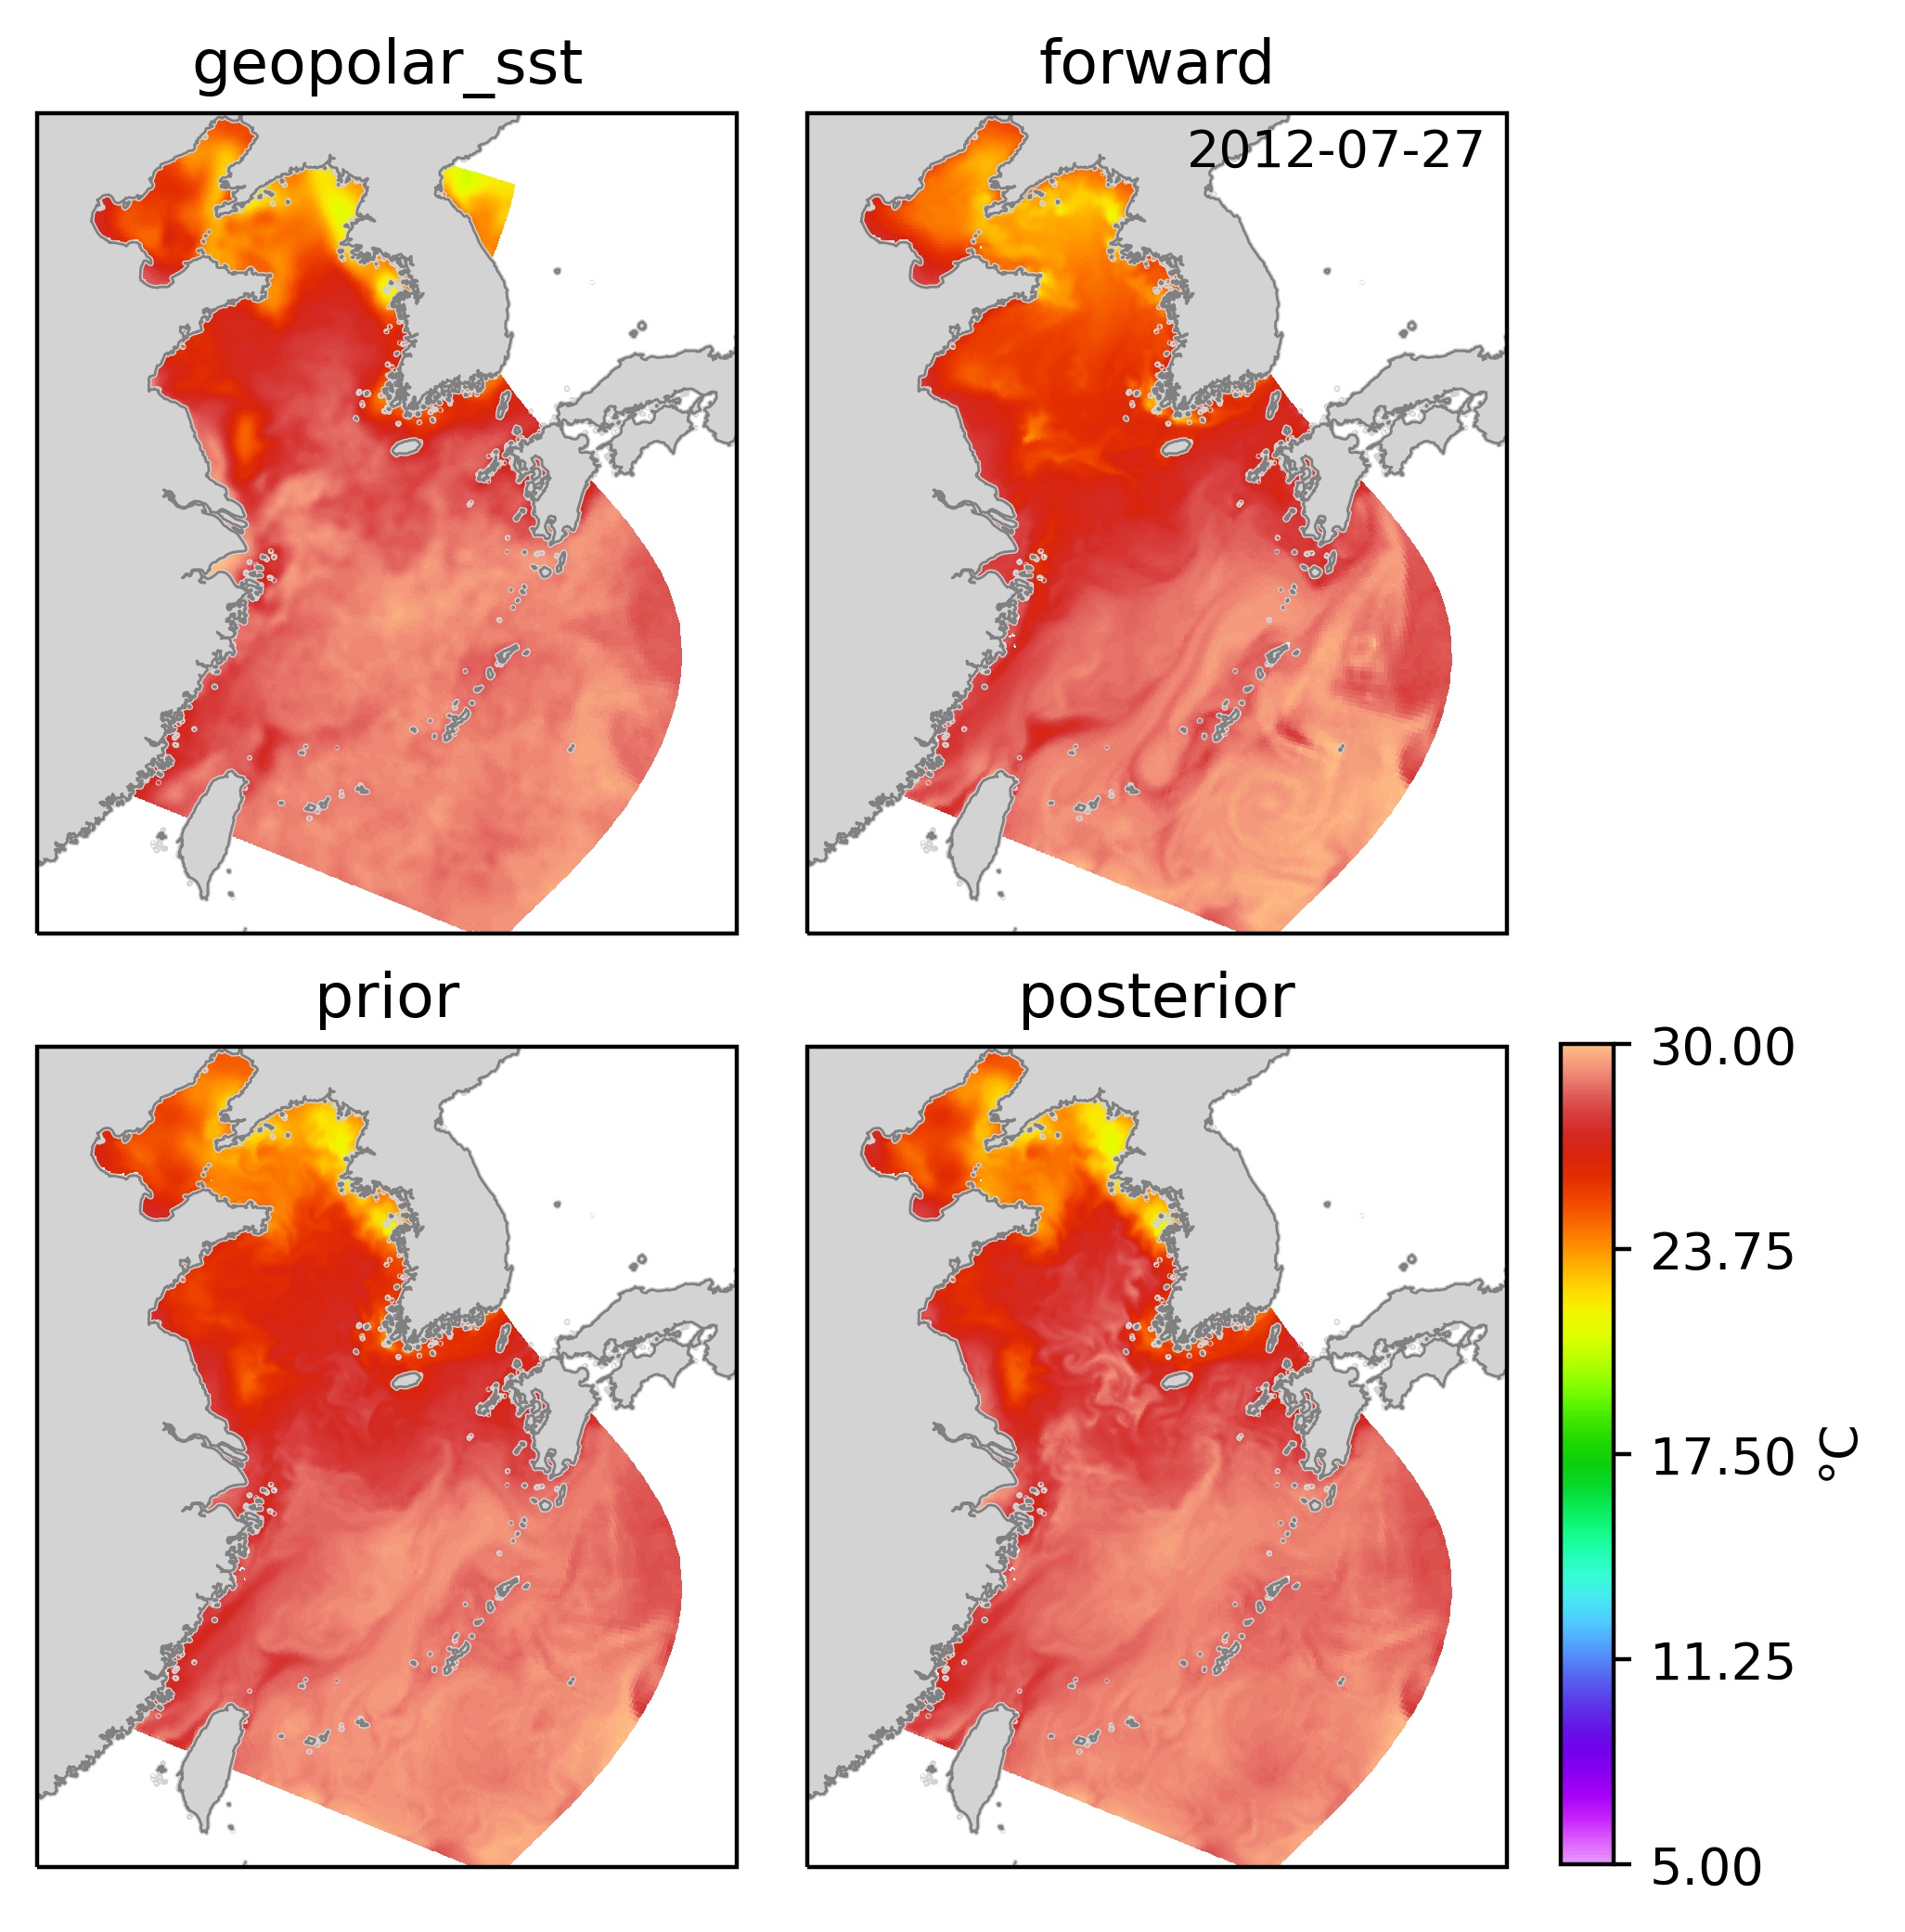 geopolar_sst
forward
2012-07-27
prior
posterior
30.00
23.75
17.50
11.25
5.00
°C